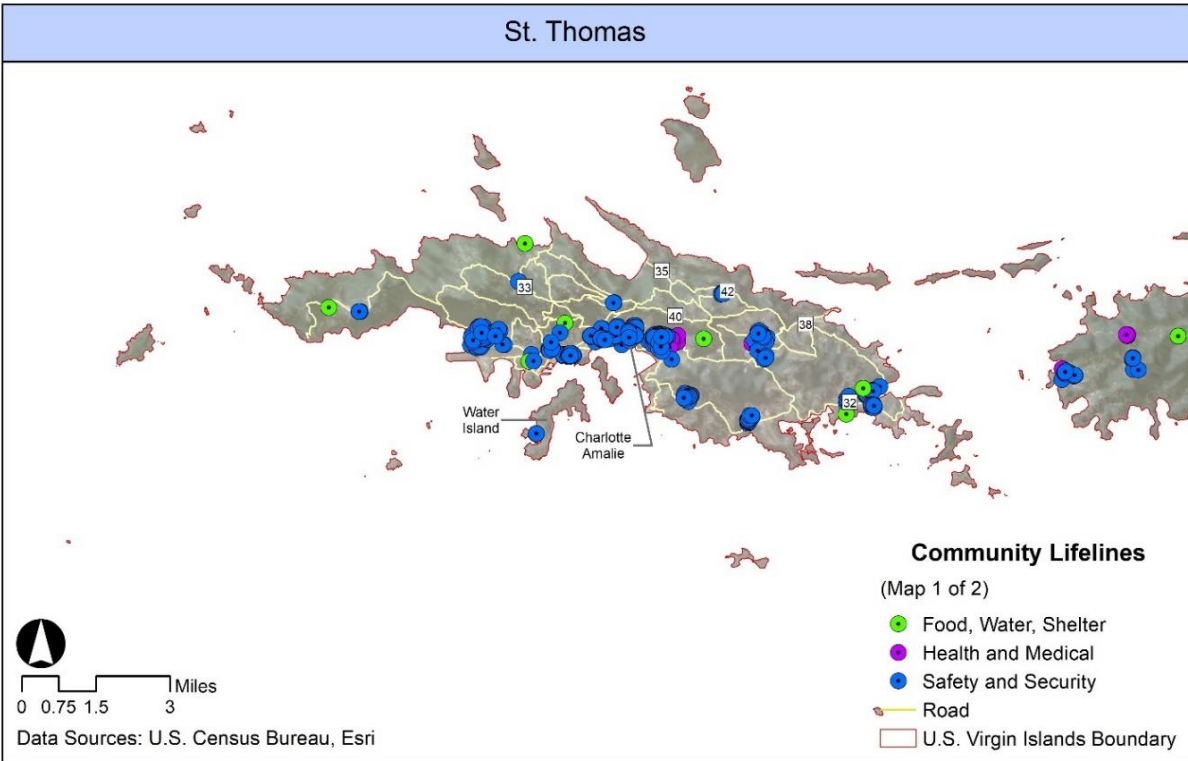 St. Thomas
35
33
42
40
38
32
Water
Island
Charlotte
Amalie
Community Lifelines
(Map 1 of 2)
Food, Water, Shelter
Health and Medical
Safety and Security
Road
U.S. Virgin Islands Boundary
Miles
0 0.75 1.5 3
Data Sources: U.S. Census Bureau, Esri